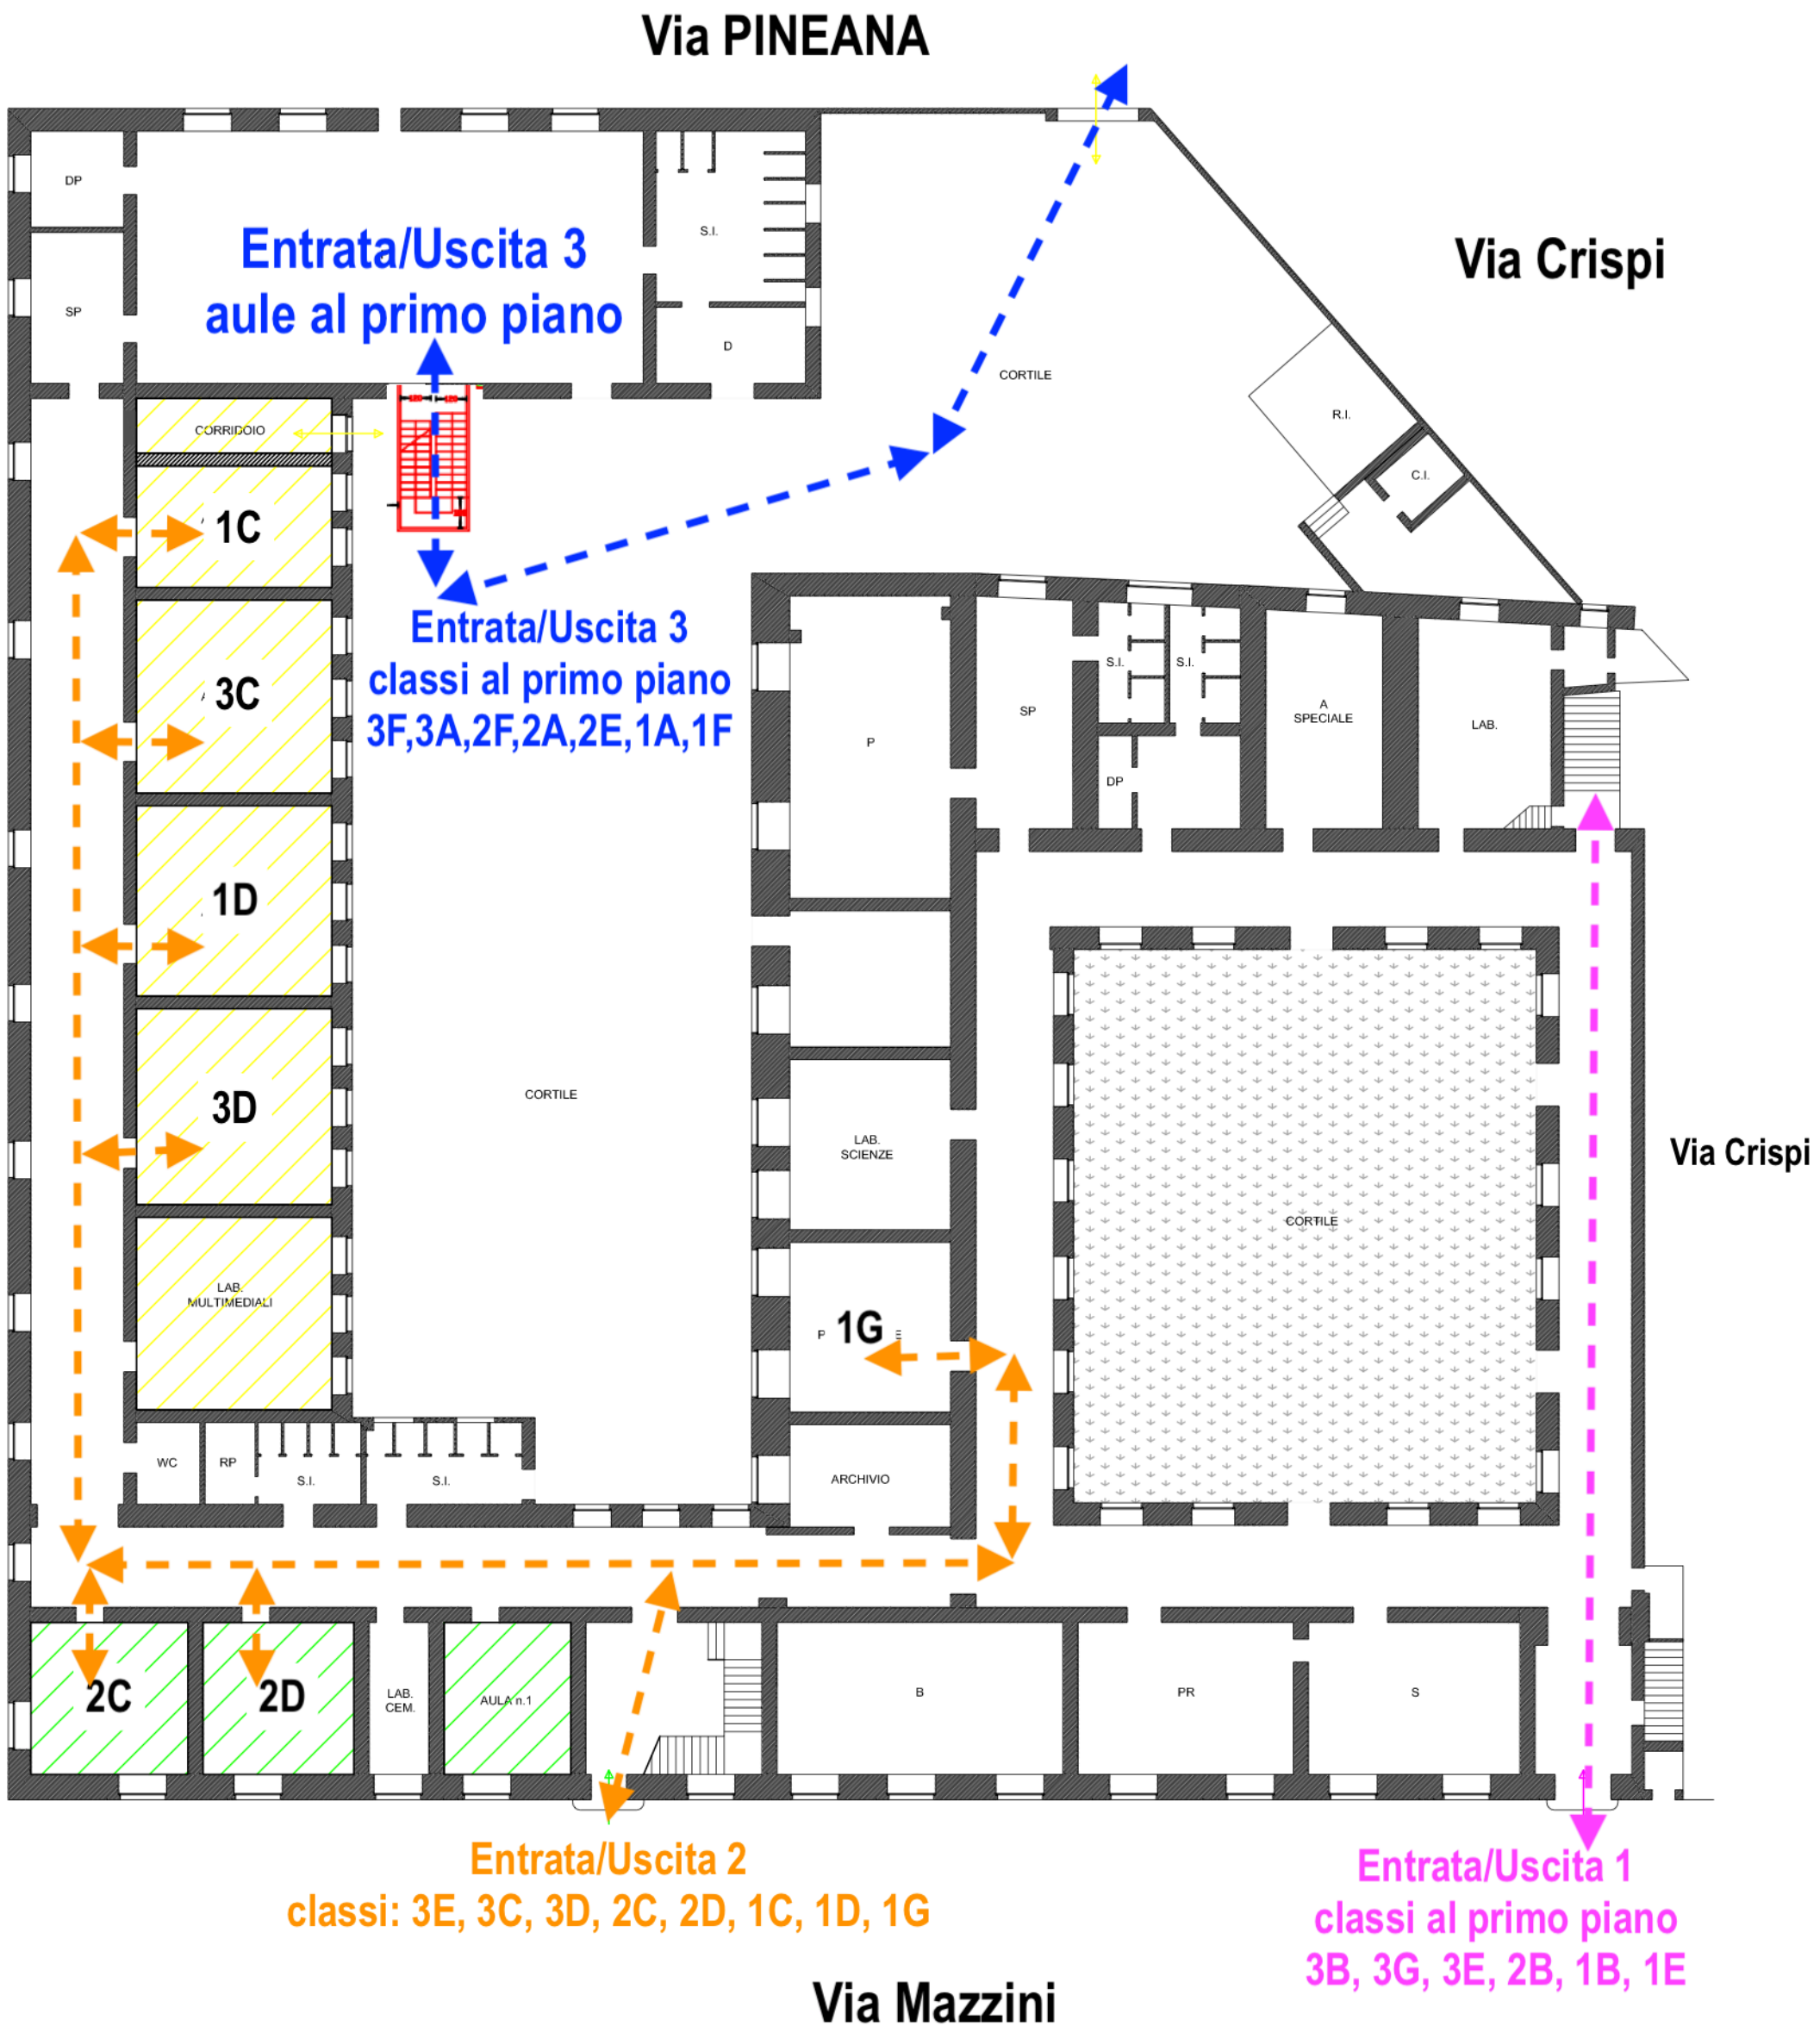 Via PINEANA
DP
S.I.
Entrata/Uscita 3
aule al primo piano
Via Crispi
SP
D
CORTILE
120
120
R.I.
CORRIDOIO
C.I.
1C
Entrata/Uscita 3
classi al primo piano
3F,3A,2F,2A,2E,1A,1F
3C
S.I.
S.I.
SP
A
SPECIALE
LAB.
P
DP
1D
3D
CORTILE
LAB.
SCIENZE
Via Crispi
CORTILE
LAB.
MULTIMEDIALI
P 1G E
WC
RP
S.I.
S.I.
ARCHIVIO
2C
2D
LAB.
CEM.
AULA n.1
B
PR
S
Entrata/Uscita 2
classi: 3E, 3C, 3D, 2C, 2D, 1C, 1D, 1G
Entrata/Uscita 1
classi al primo piano
3B, 3G, 3E, 2B, 1B, 1E
Via Mazzini